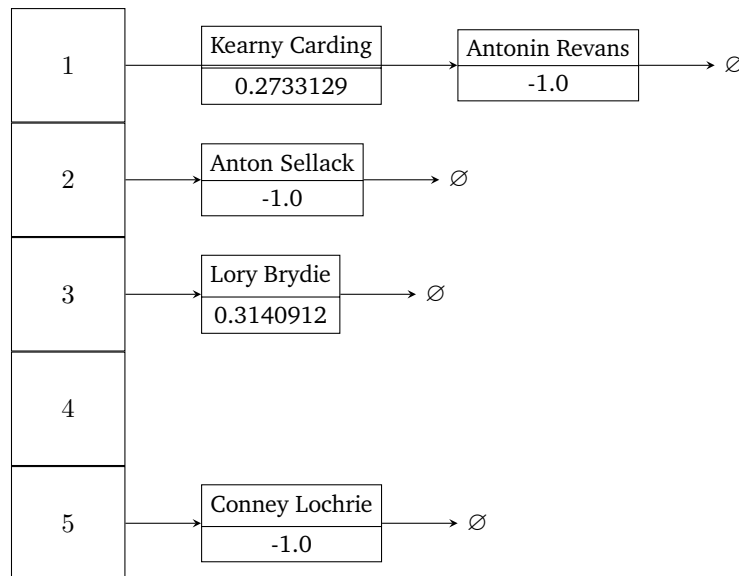 1
Kearny Carding
0.2733129
Antonin Revans
-1.0
∅
2
Anton Sellack
-1.0
∅
3
Lory Brydie
0.3140912
∅
4
5
Conney Lochrie
-1.0
∅